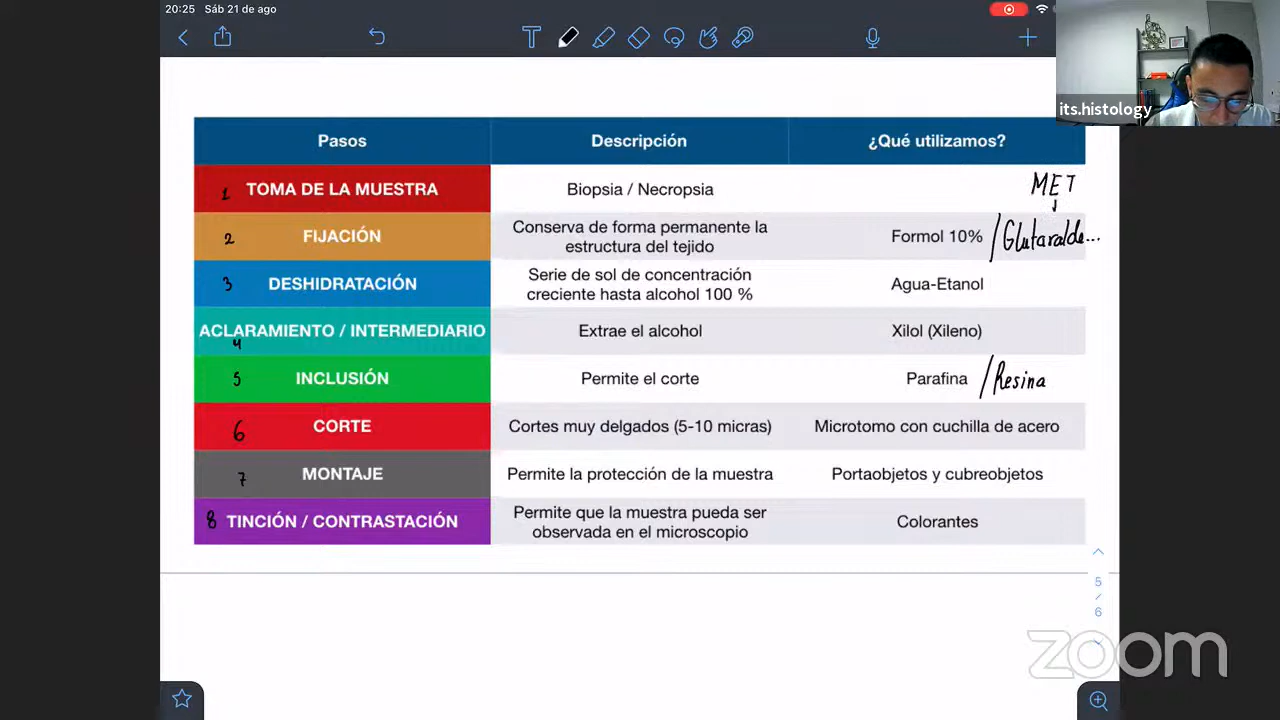 20:25 Sáb 21 de ago
its.histology
Pasos Descripción ¿Qué utilizamos?
1 TOMA DE LA MUESTRA Biopsia / Necropsia MET
2 FIJACIÓN Conserva de forma permanente la
estructura del tejido Formol 10% / Glutaralde...
3 DESHIDRATACIÓN Serie de sol de concentración
creciente hasta alcohol 100 % Agua-Etanol
4 ACLARAMIENTO / INTERMEDIARIO Extrae el alcohol Xilol (Xileno)
5 INCLUSIÓN Permite el corte Parafina / Resina
6 CORTE Cortes muy delgados (5-10 micras) Microtomo con cuchilla de acero
7 MONTAJE Permite la protección de la muestra Portaobjetos y cubreobjetos
8 TINCIÓN / CONTRASTACIÓN Permite que la muestra pueda ser
observada en el microscopio Colorantes
5
/
6
zoom